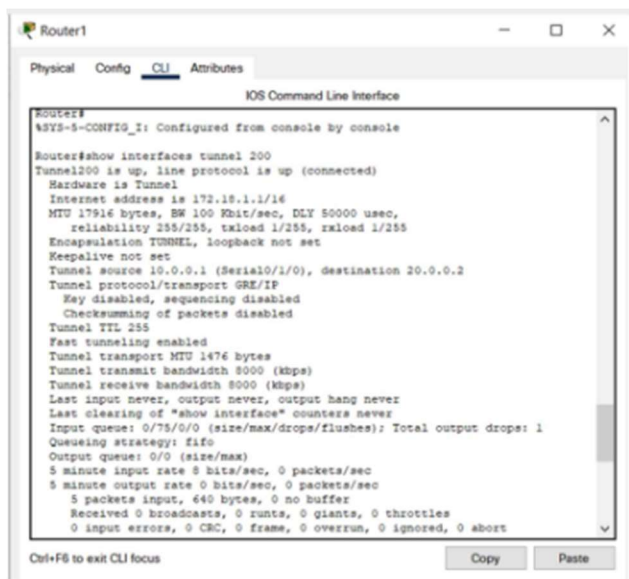 Router1
Physical Config CLI Attributes
IOS Command Line Interface
Router#
%SYS-5-CONFIG_I: Configured from console by console
Router#show interfaces tunnel 200
Tunnel200 is up, line protocol is up (connected)
Hardware is Tunnel
Internet address is 172.18.1.1/16
MTU 17916 bytes, BW 100 Kbit/sec, DLY 50000 usec,
reliability 255/255, txload 1/255, rxload 1/255
Encapsulation TUNNEL, loopback not set
Keepalive not set
Tunnel source 10.0.0.1 (Serial0/1/0), destination 20.0.0.2
Tunnel protocol/transport GRE/IP
Key disabled, sequencing disabled
Checksumming of packets disabled
Tunnel TTL 255
Fast tunneling enabled
Tunnel transport MTU 1476 bytes
Tunnel transmit bandwidth 8000 (kbps)
Tunnel receive bandwidth 8000 (kbps)
Last input never, output never, output hang never
Last clearing of "show interface" counters never
Input queue: 0/75/0/0 (size/max/drops/flushes); Total output drops: 1
Queueing strategy: fifo
Output queue: 0/0 (size/max)
5 minute input rate 8 bits/sec, 0 packets/sec
5 minute output rate 0 bits/sec, 0 packets/sec
5 packets input, 640 bytes, 0 no buffer
Received 0 broadcasts, 0 runts, 0 giants, 0 throttles
0 input errors, 0 CRC, 0 frame, 0 overrun, 0 ignored, 0 abort
Ctrl+F6 to exit CLI focus
Copy Paste